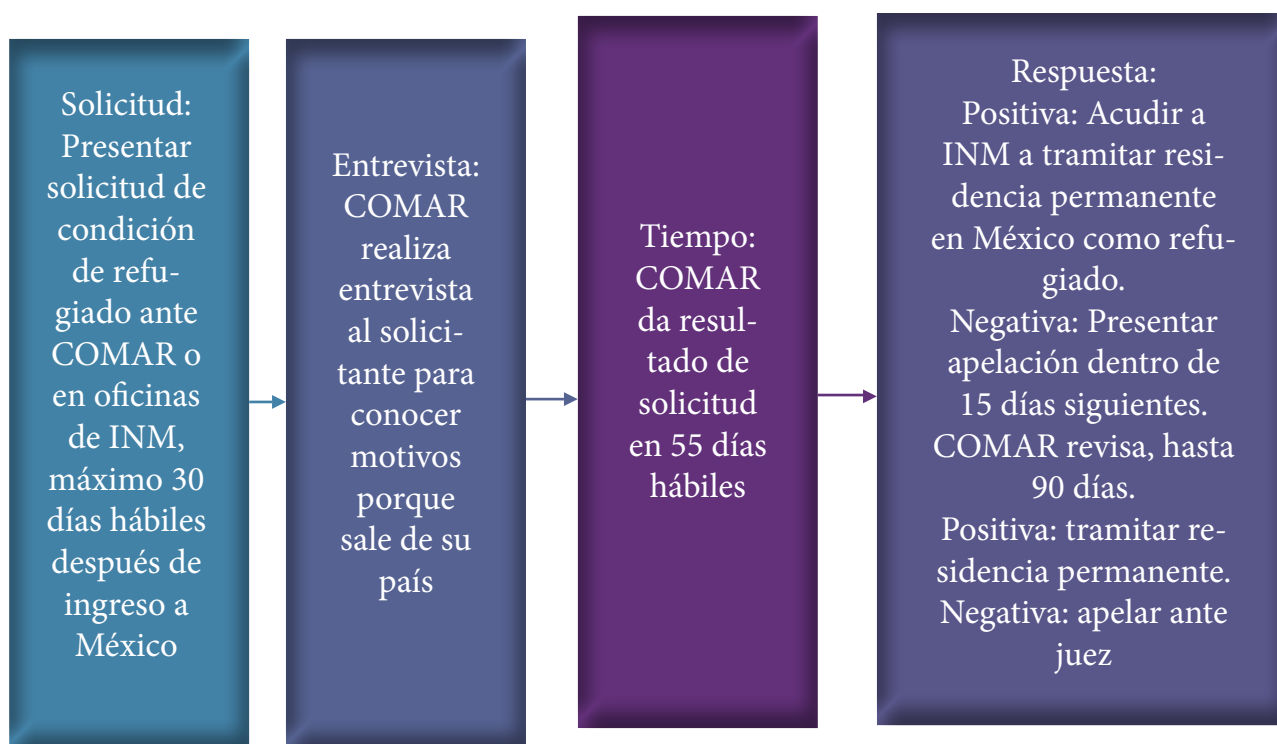 Solicitud:
Presentar
solicitud de
condición
de refu-
giado ante
COMAR o
en oficinas
de INM,
máximo 30
días hábiles
después de
ingreso a
México
Entrevista:
COMAR
realiza
entrevista
al solici-
tante para
conocer
motivos
porque
sale de su
país
Tiempo:
COMAR
da resul-
tado de
solicitud
en 55 días
hábiles
Respuesta:
Positiva: Acudir a
INM a tramitar resi-
dencia permanente
en México como refu-
giado.
Negativa: Presentar
apelación dentro de
15 días siguientes.
COMAR revisa, hasta
90 días.
Positiva: tramitar re-
sidencia permanente.
Negativa: apelar ante
juez